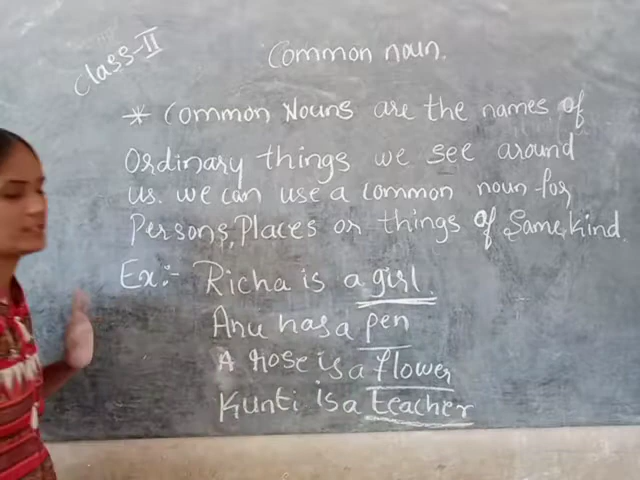 Class-II
Common noun.
* Common Nouns are the names of
Ordinary things we see around
us. we can use a common noun for
Persons, Places or things of Same kind.
Ex:- Richa is a girl.
Anu has a pen
A rose is a flower
Kunti is a teacher